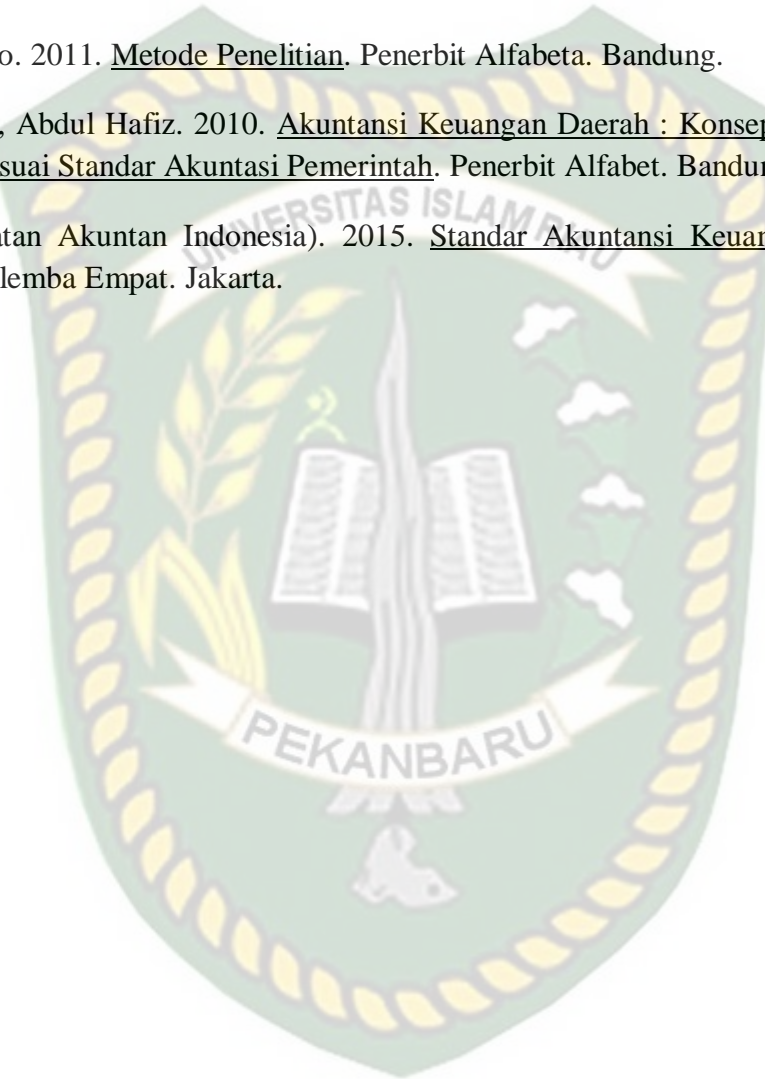 o. 2011. Metode Penelitian. Penerbit Alfabeta. Bandung.
, Abdul Hafiz. 2010. Akuntansi Keuangan Daerah : Konsep
suai Standar Akuntasi Pemerintah. Penerbit Alfabet. Bandun
tan Akuntan Indonesia). 2015. Standar Akuntansi Keuan
lemba Empat. Jakarta.
UNIVERSITAS ISLAM RIAU
PEKANBARU